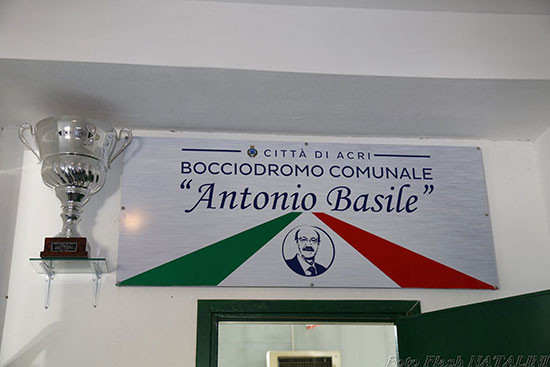 CITTÀ DI ACRI
BOCCIODROMO COMUNALE
“Antonio Basile”
Foto Flash NATALINI